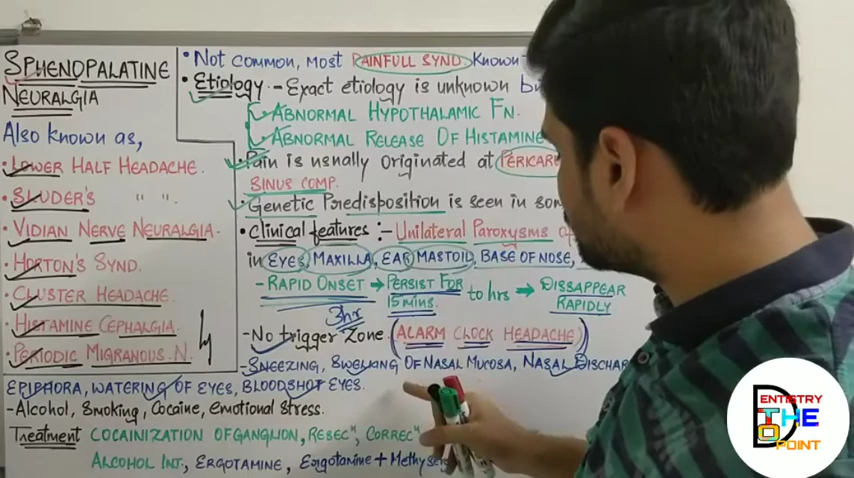 SPHENOPALATINE
NEURALGIA
Also known as,
• LOWER HALF HEADACHE.
• SLUDER'S " "
• VIDIAN NERVE NEURALGIA.
• HORTON'S SYND.
• CLUSTER HEADACHE.
• HISTAMINE CEPHALGIA.
• PERIODIC MIGRANOUS N.
• Not common, most PAINFULL SYND. Known
• Etiology - Exact etiology is unknown
ABNORMAL HYPOTHALAMIC FN.
ABNORMAL RELEASE OF HISTAMINE
Pain is usually originated at
SINUS COMP.
Genetic Predisposition is seen in
• clinical features :- Unilateral Paroxysms
in EYES, MAXILLA, EAR MASTOID, BASE OF NOSE,
- RAPID ONSET → PERSIST FOR
15 mins. to hrs → DISSAPPEAR
RAPIDLY
3hr
- No trigger Zone. (ALARM CLOCK HEADACHE)
- SNEEZING, SWELLING OF NASAL MUCOSA, NASAL
EPIPHORA, WATERING OF EYES, BLOODSHOT EYES.
- Alcohol, Smoking, Cocaine, emotional stress.
Treatment COCAINIZATION OF GANGLION, RESECⁿ, CORRECⁿ
ALCOHOL INJ., ERGOTAMINE, Ergotamine +
DENTISTRY
THE
TO POINT